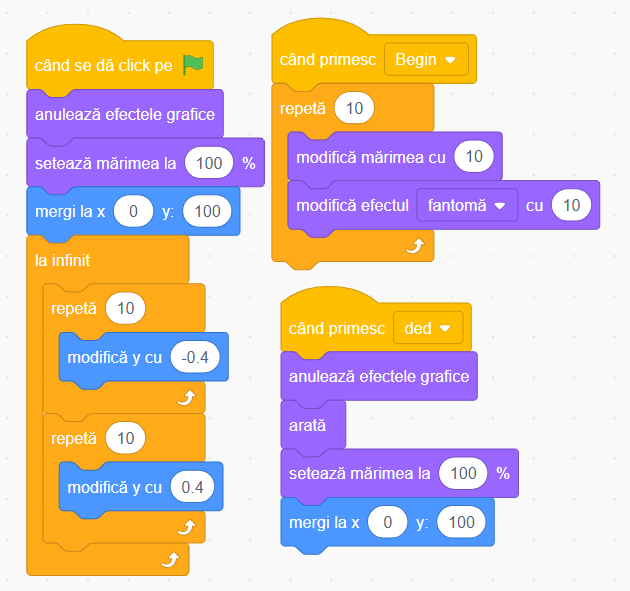 când se dă click pe
anulează efectele grafice
setează mărimea la 100 %
mergi la x 0 y: 100
la infinit
repetă 10
modifică y cu -0.4
repetă 10
modifică y cu 0.4
când primesc Begin
repetă 10
modifică mărimea cu 10
modifică efectul fantomă cu 10
când primesc ded
anulează efectele grafice
arată
setează mărimea la 100 %
mergi la x 0 y: 100